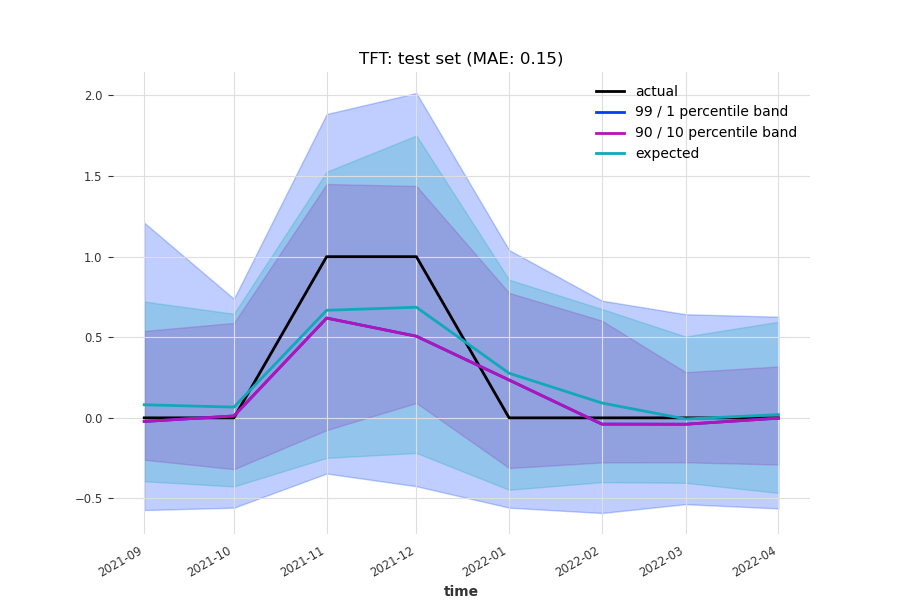 TFT: test set (MAE: 0.15)
actual
99 / 1 percentile band
90 / 10 percentile band
expected
2.0
1.5
1.0
0.5
0.0
−0.5
2021-09
2021-10
2021-11
2021-12
2022-01
2022-02
2022-03
2022-04
time